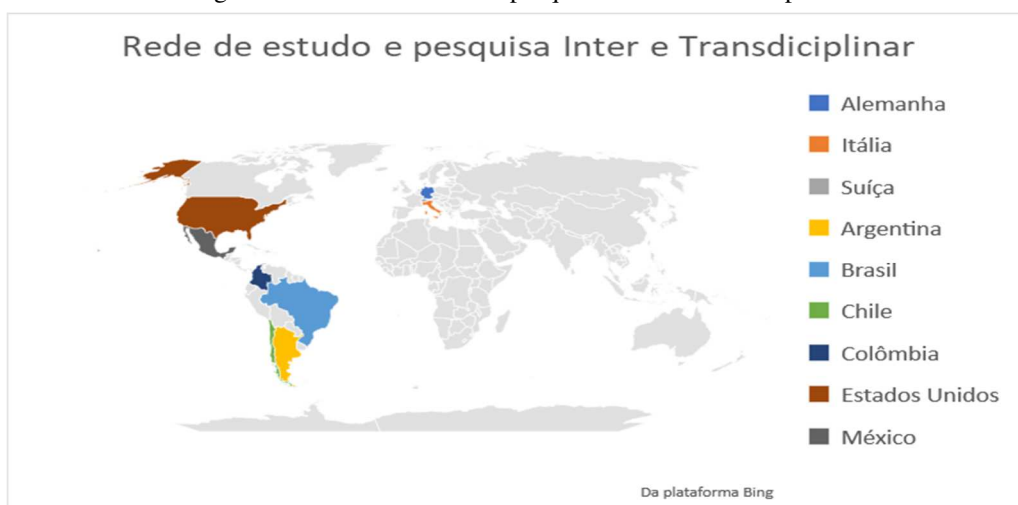 Rede de estudo e pesquisa Inter e Transdiciplinar
Alemanha
Itália
Suíça
Argentina
Brasil
Chile
Colômbia
Estados Unidos
México
Da plataforma Bing